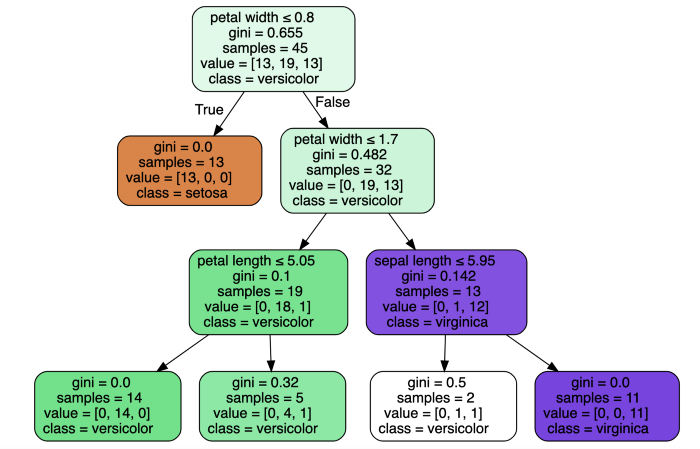 petal width ≤ 0.8
gini = 0.655
samples = 45
value = [13, 19, 13]
class = versicolor
True
False
gini = 0.0
samples = 13
value = [13, 0, 0]
class = setosa
petal width ≤ 1.7
gini = 0.482
samples = 32
value = [0, 19, 13]
class = versicolor
petal length ≤ 5.05
gini = 0.1
samples = 19
value = [0, 18, 1]
class = versicolor
sepal length ≤ 5.95
gini = 0.142
samples = 13
value = [0, 1, 12]
class = virginica
gini = 0.0
samples = 14
value = [0, 14, 0]
class = versicolor
gini = 0.32
samples = 5
value = [0, 4, 1]
class = versicolor
gini = 0.5
samples = 2
value = [0, 1, 1]
class = versicolor
gini = 0.0
samples = 11
value = [0, 0, 11]
class = virginica